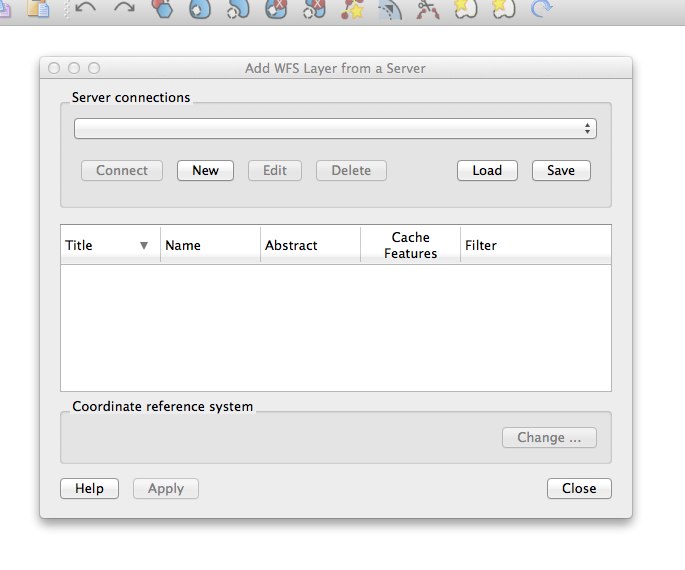 Add WFS Layer from a Server
Server connections
Connect New Edit Delete Load Save
Title Name Abstract Cache Features Filter
Coordinate reference system
Change ...
Help Apply Close